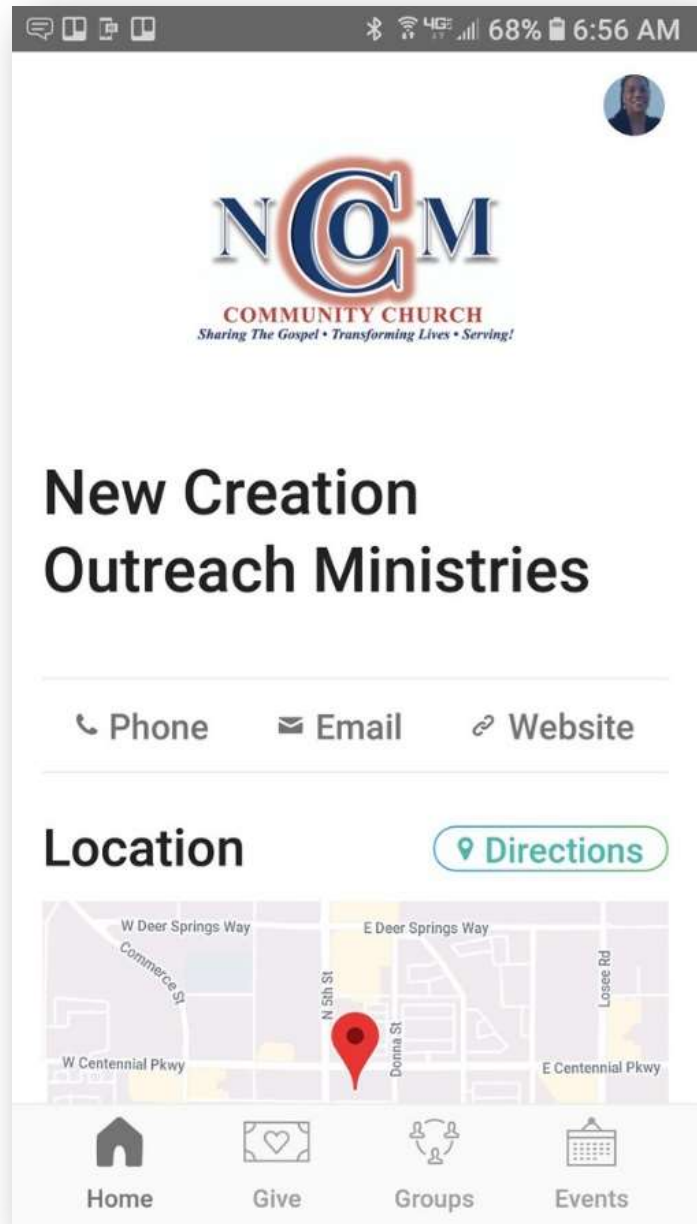 4G 68% 6:56 AM
NCOM
COMMUNITY CHURCH
Sharing The Gospel • Transforming Lives • Serving!
New Creation
Outreach Ministries
Phone Email Website
Location Directions
W Deer Springs Way E Deer Springs Way
Commerce St
N 5th St
Losee Rd
Donna St
W Centennial Pkwy E Centennial Pkwy
Home Give Groups Events